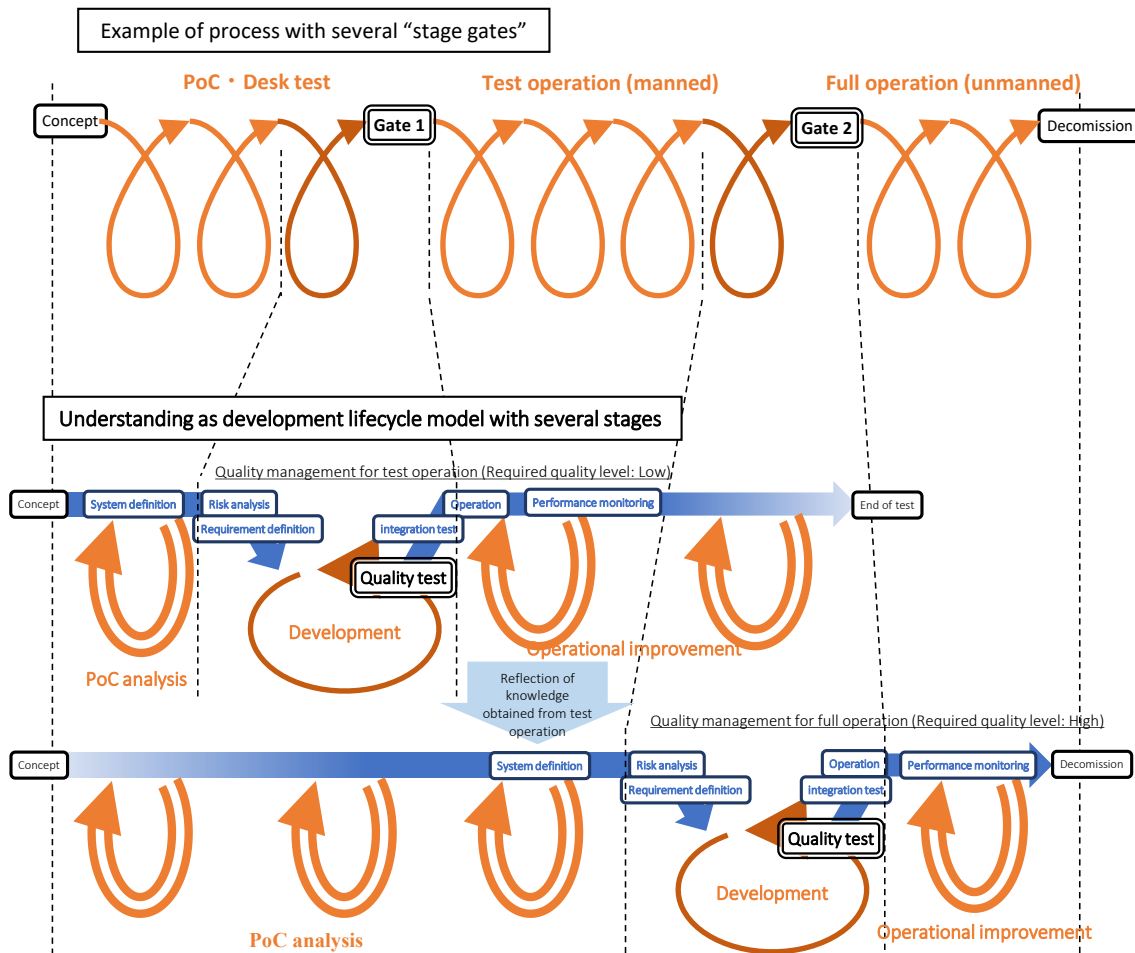 Example of process with several “stage gates”
PoC・Desk test
Test operation (manned)
Full operation (unmanned)
Concept
Gate 1
Gate 2
Decomission
Understanding as development lifecycle model with several stages
Quality management for test operation (Required quality level: Low)
Concept
System definition
Risk analysis
Requirement definition
integration test
Operation
Performance monitoring
End of test
Quality test
Development
PoC analysis
Operational improvement
Reflection of
knowledge
obtained from test
operation
Quality management for full operation (Required quality level: High)
Concept
System definition
Risk analysis
Requirement definition
Operation
integration test
Performance monitoring
Decomission
Quality test
Development
PoC analysis
Operational improvement